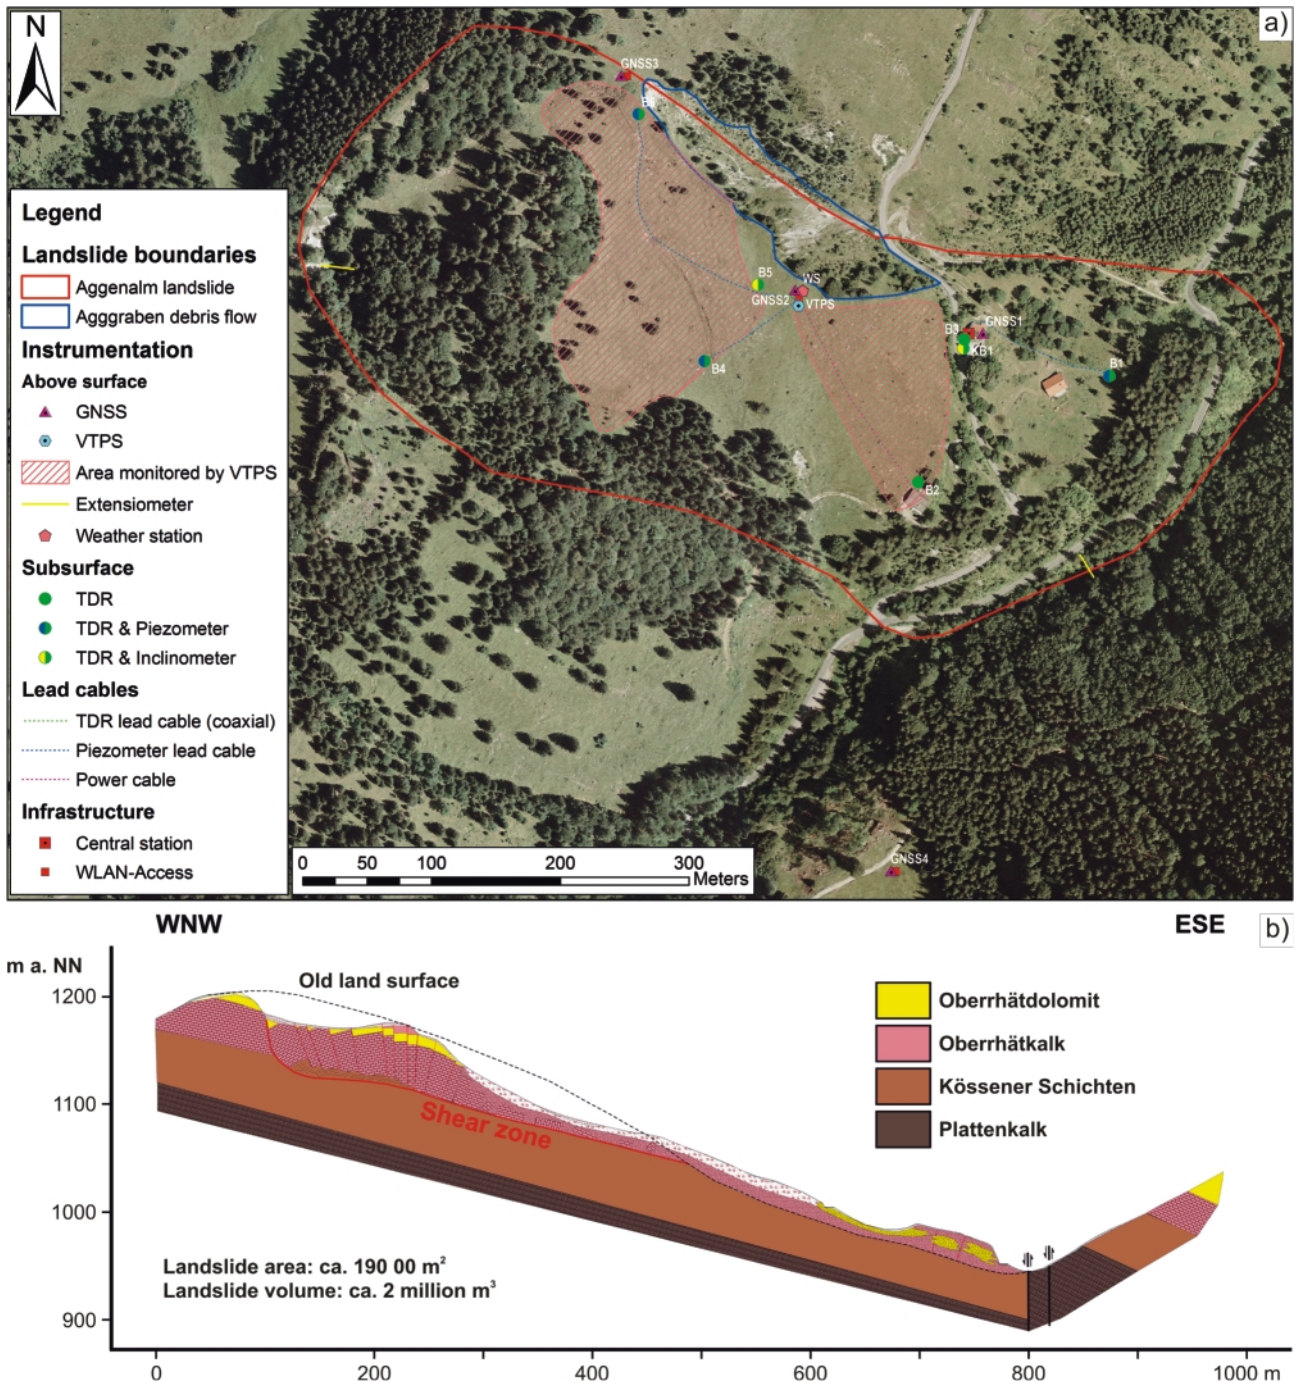 N
a)
GNSS3
B6
Legend
Landslide boundaries
Aggenalm landslide
Agggraben debris flow
Instrumentation
Above surface
GNSS
VTPS
Area monitored by VTPS
Extensiometer
Weather station
Subsurface
TDR
TDR & Piezometer
TDR & Inclinometer
Lead cables
TDR lead cable (coaxial)
Piezometer lead cable
Power cable
Infrastructure
Central station
WLAN-Access
B5
WS
GNSS2
VTPS
B4
GNSS1
B3
KB1
B1
B2
GNSS4
0 50 100 200 300
Meters
WNW
ESE
b)
m a. NN
1200
1100
1000
900
Old land surface
Shear zone
Oberrhätdolomit
Oberrhätkalk
Kössener Schichten
Plattenkalk
Landslide area: ca. 190 00 m²
Landslide volume: ca. 2 million m³
0 200 400 600 800 1000 m